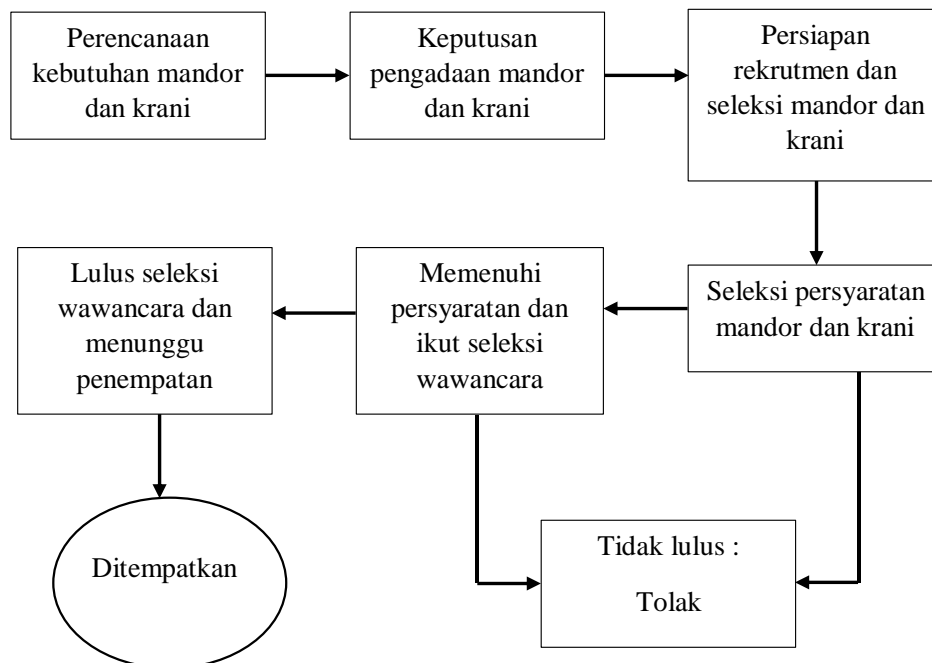 Perencanaan
kebutuhan mandor
dan krani
Keputusan
pengadaan mandor
dan krani
Persiapan
rekrutmen dan
seleksi mandor dan
krani
Seleksi persyaratan
mandor dan krani
Memenuhi
persyaratan dan
ikut seleksi
wawancara
Lulus seleksi
wawancara dan
menunggu
penempatan
Ditempatkan
Tidak lulus :
Tolak